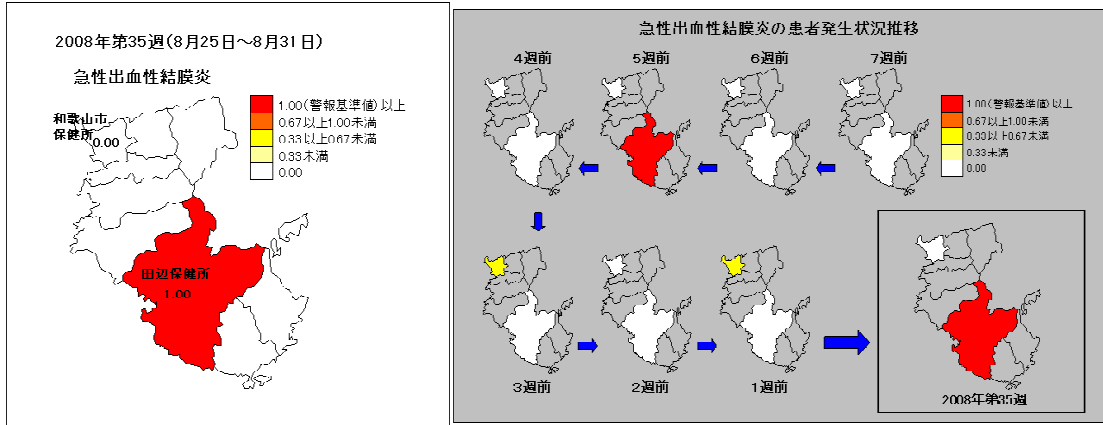 2008年第35週(8月25日～8月31日)
急性出血性結膜炎
和歌山市
保健所
0.00
1.00(警報基準値)以上
0.67以上1.00未満
0.33以上0.67未満
0.33未満
0.00
田辺保健所
1.00
急性出血性結膜炎の患者発生状況推移
4週前
5週前
6週前
7週前
1.00(警報基準値)以上
0.67以上1.00未満
0.33以上0.67未満
0.33未満
0.00
3週前
2週前
1週前
2008年第35週